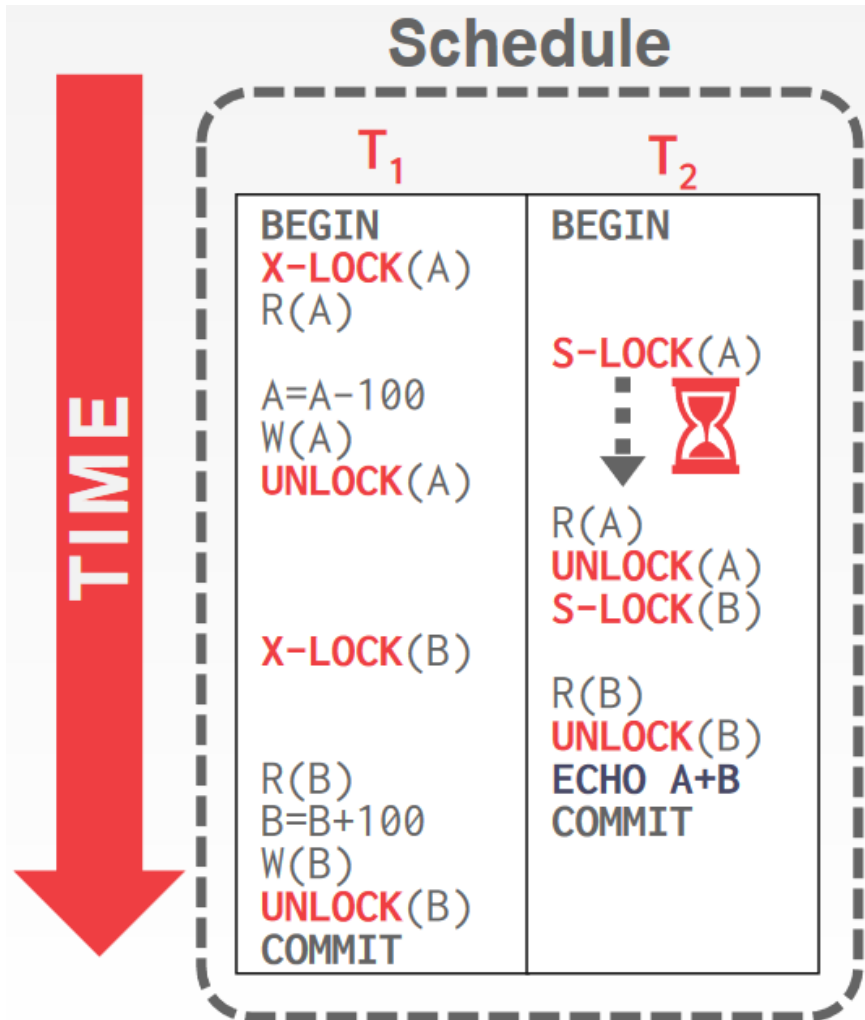 Schedule
TIME
T1
T2
BEGIN
X-LOCK(A)
R(A)
A=A-100
W(A)
UNLOCK(A)
X-LOCK(B)
R(B)
B=B+100
W(B)
UNLOCK(B)
COMMIT
BEGIN
S-LOCK(A)
R(A)
UNLOCK(A)
S-LOCK(B)
R(B)
UNLOCK(B)
ECHO A+B
COMMIT